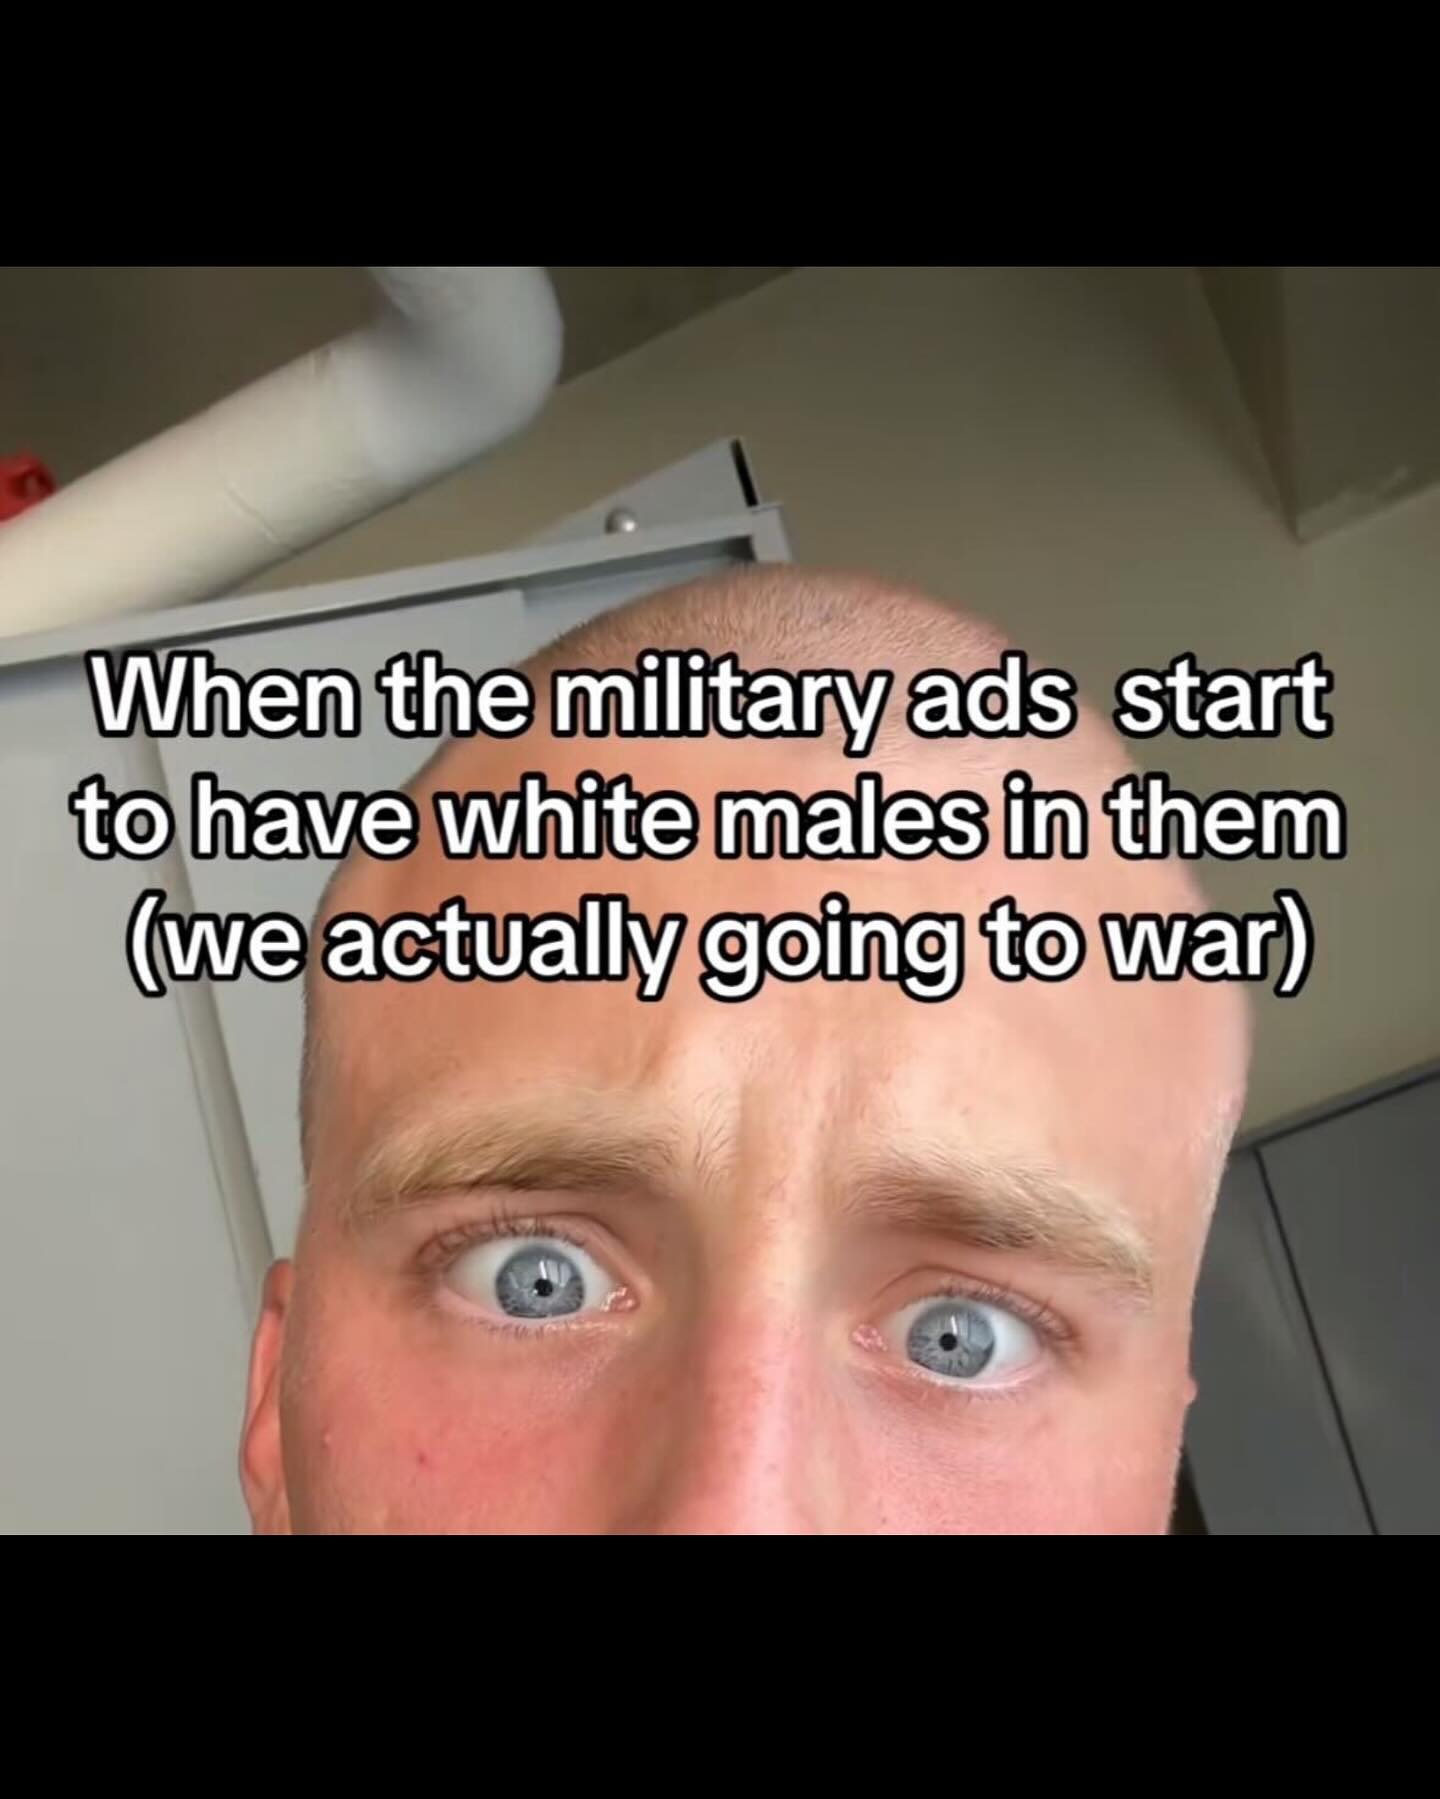 When the military ads start
to have white males in them
(we actually going to war)